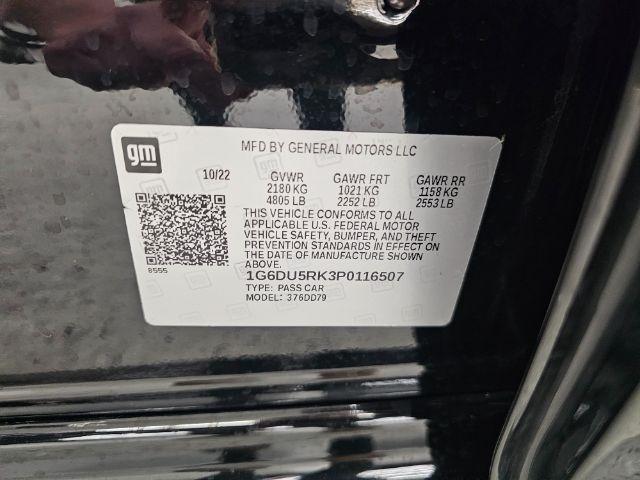 gm
MFD BY GENERAL MOTORS LLC
10/22 GVWR GAWR FRT GAWR RR
2180 KG 1021 KG 1158 KG
4805 LB 2252 LB 2553 LB
THIS VEHICLE CONFORMS TO ALL
APPLICABLE U.S. FEDERAL MOTOR
VEHICLE SAFETY, BUMPER, AND THEFT
PREVENTION STANDARDS IN EFFECT ON
THE DATE OF MANUFACTURE SHOWN
ABOVE.
8555
1G6DU5RK3P0116507
TYPE: PASS CAR
MODEL: 376DD79